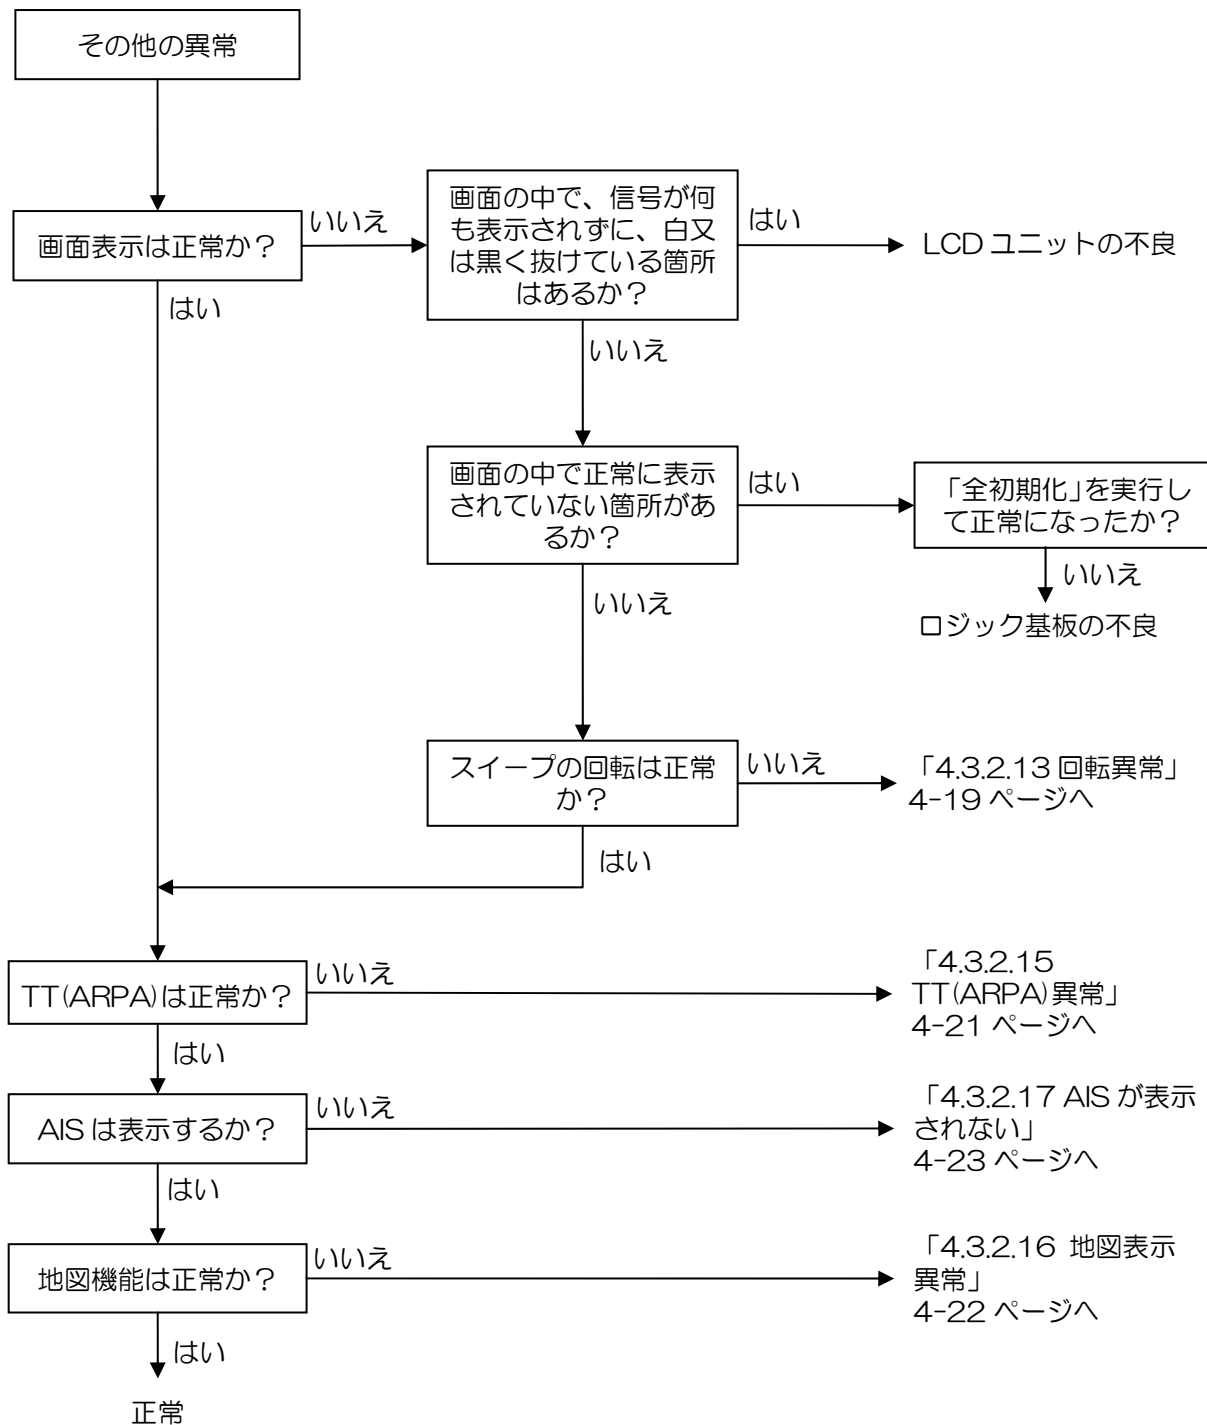 その他の異常
画面表示は正常か？
いいえ
画面の中で、信号が何
も表示されずに、白又
は黒く抜けている箇所
はあるか？
はい
LCD ユニットの不良
はい
いいえ
画面の中で正常に表示
されていない箇所があ
るか？
はい
「全初期化」を実行し
て正常になったか？
いいえ
ロジック基板の不良
いいえ
スイープの回転は正常
か？
いいえ
「4.3.2.13 回転異常」
4-19 ページへ
はい
TT(ARPA)は正常か？
いいえ
「4.3.2.15
TT(ARPA)異常」
4-21 ページへ
はい
AIS は表示するか？
いいえ
「4.3.2.17 AIS が表示
されない」
4-23 ページへ
はい
地図機能は正常か？
いいえ
「4.3.2.16 地図表示
異常」
4-22 ページへ
はい
正常